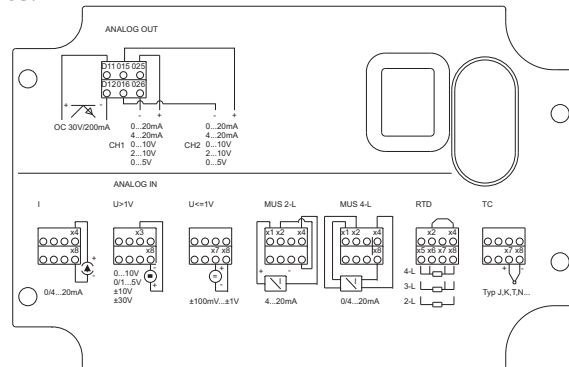 ANALOG OUT
D11 015 025
D12 016 026
+ - - + - +
OC 30V/200mA
0...20mA
4...20mA
CH1 0...10V
2...10V
0...5V
0...20mA
4...20mA
CH2 0...10V
2...10V
0...5V
ANALOG IN
I
x4
x8
+
-
0/4...20mA
U>1V
x3
x8
-
+
0...10V
0/1...5V
±10V
±30V
U<=1V
x7 x8
+ -
±100mV...±1V
MUS 2-L
x1 x2 x4
+ -
4...20mA
MUS 4-L
x1 x2 x4
x8
0/4...20mA
RTD
x2 x4
x5 x6 x7 x8
4-L
3-L
2-L
TC
x7 x8
+ -
Typ J,K,T,N...